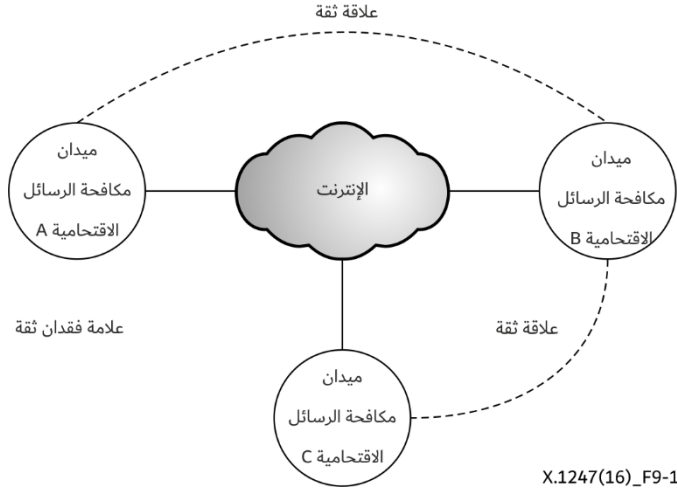 علاقة ثقة
ميدان
مكافحة الرسائل
الاقتحامية A
الإنترنت
ميدان
مكافحة الرسائل
الاقتحامية B
علامة فقدان ثقة
علاقة ثقة
ميدان
مكافحة الرسائل
الاقتحامية C
X.1247(16)_F9-1